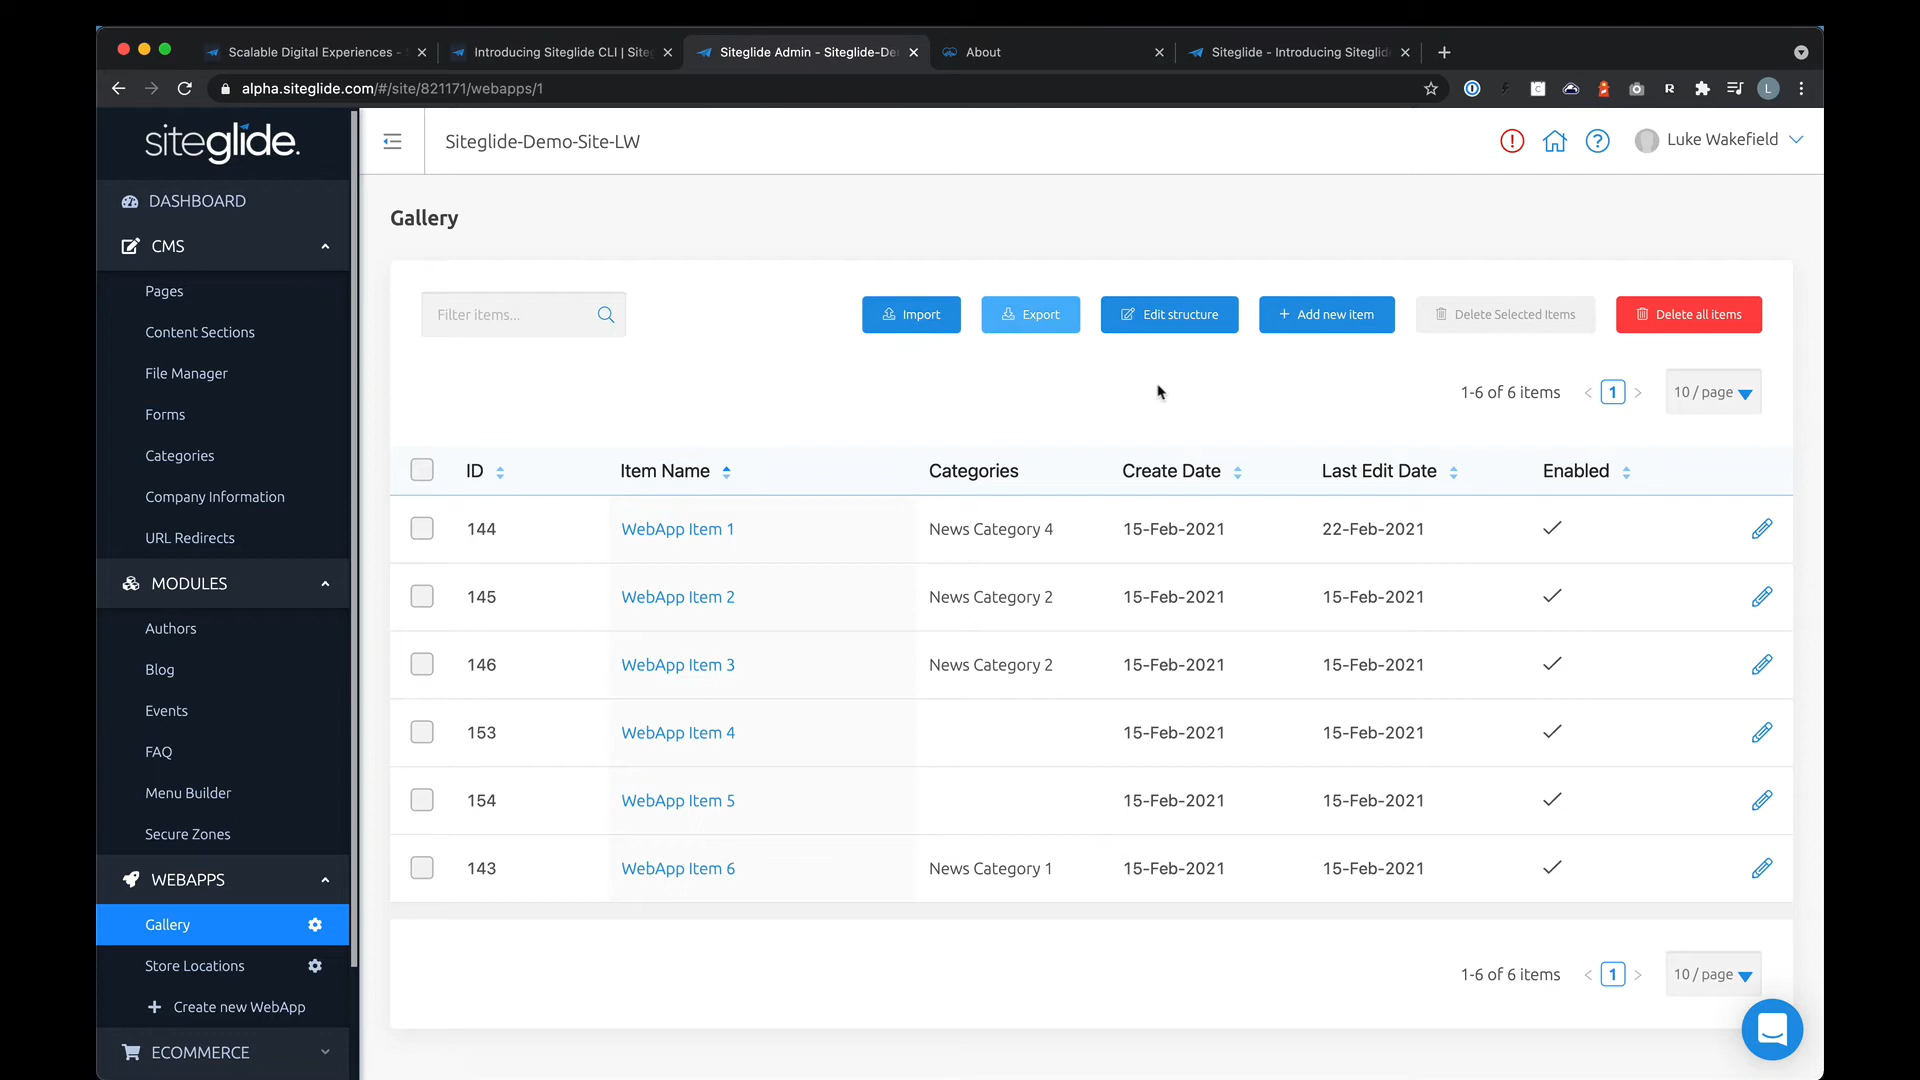 Scalable Digital Experiences -
Introducing Siteglide CLI | Site
Siteglide Admin - Siteglide-De
About
Siteglide - Introducing Siteglid
alpha.siteglide.com/#/site/821171/webapps/1
L
siteglide.
Siteglide-Demo-Site-LW
Luke Wakefield
DASHBOARD
CMS
Pages
Content Sections
File Manager
Forms
Categories
Company Information
URL Redirects
MODULES
Authors
Blog
Events
FAQ
Menu Builder
Secure Zones
WEBAPPS
Gallery
Store Locations
+ Create new WebApp
ECOMMERCE
Gallery
Filter items...
Import
Export
Edit structure
+ Add new item
Delete Selected Items
Delete all items
1-6 of 6 items < 1 > 10 / page
ID Item Name Categories Create Date Last Edit Date Enabled
144 WebApp Item 1 News Category 4 15-Feb-2021 22-Feb-2021
145 WebApp Item 2 News Category 2 15-Feb-2021 15-Feb-2021
146 WebApp Item 3 News Category 2 15-Feb-2021 15-Feb-2021
153 WebApp Item 4 15-Feb-2021 15-Feb-2021
154 WebApp Item 5 15-Feb-2021 15-Feb-2021
143 WebApp Item 6 News Category 1 15-Feb-2021 15-Feb-2021
1-6 of 6 items < 1 > 10 / page